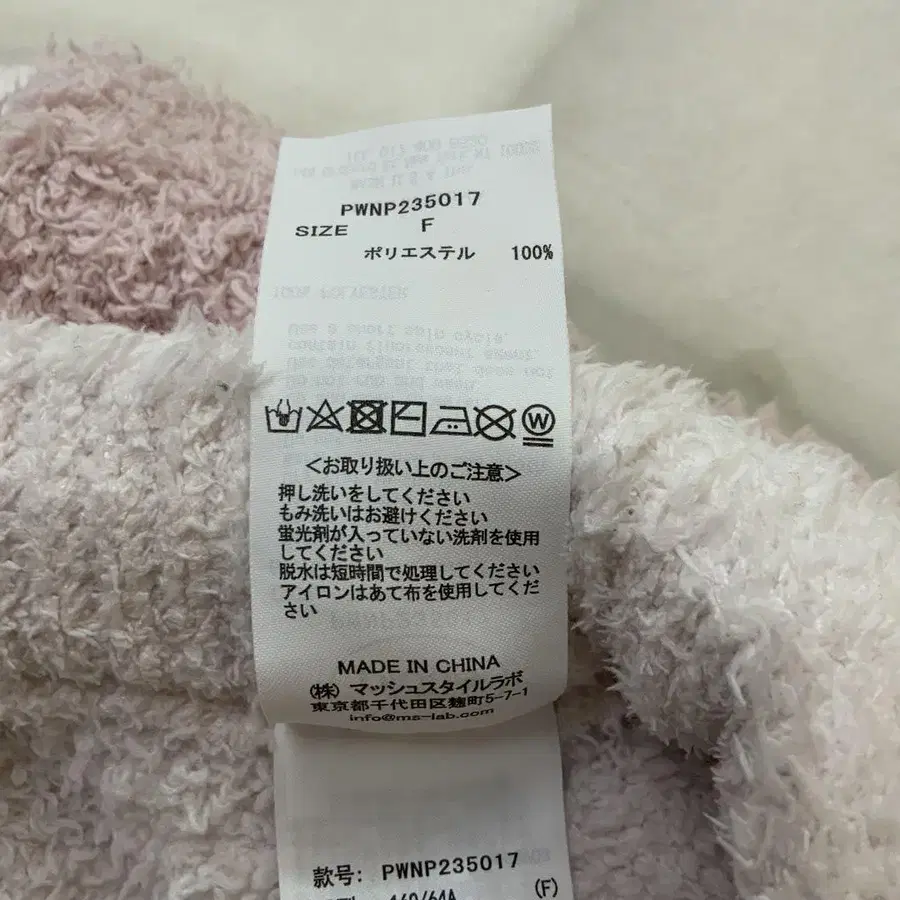 PWNP235017
SIZE F
ポリエステル 100%
<お取り扱い上のご注意>
押し洗いをしてください
もみ洗いはお避けください
蛍光剤が入っていない洗剤を使用
してください
脱水は短時間で処理してください
アイロンはあて布を使用してくだ
さい
MADE IN CHINA
(株) マッシュスタイルラボ
東京都千代田区麹町5-7-1
info@ms-lab.com
款号: PWNP235017
160/64A (F)